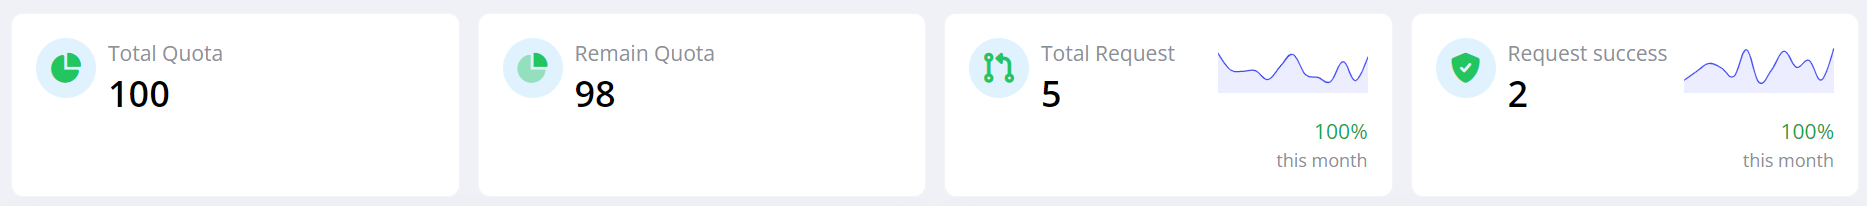 Total Quota
100
Remain Quota
98
Total Request
5
100%
this month
Request success
2
100%
this month